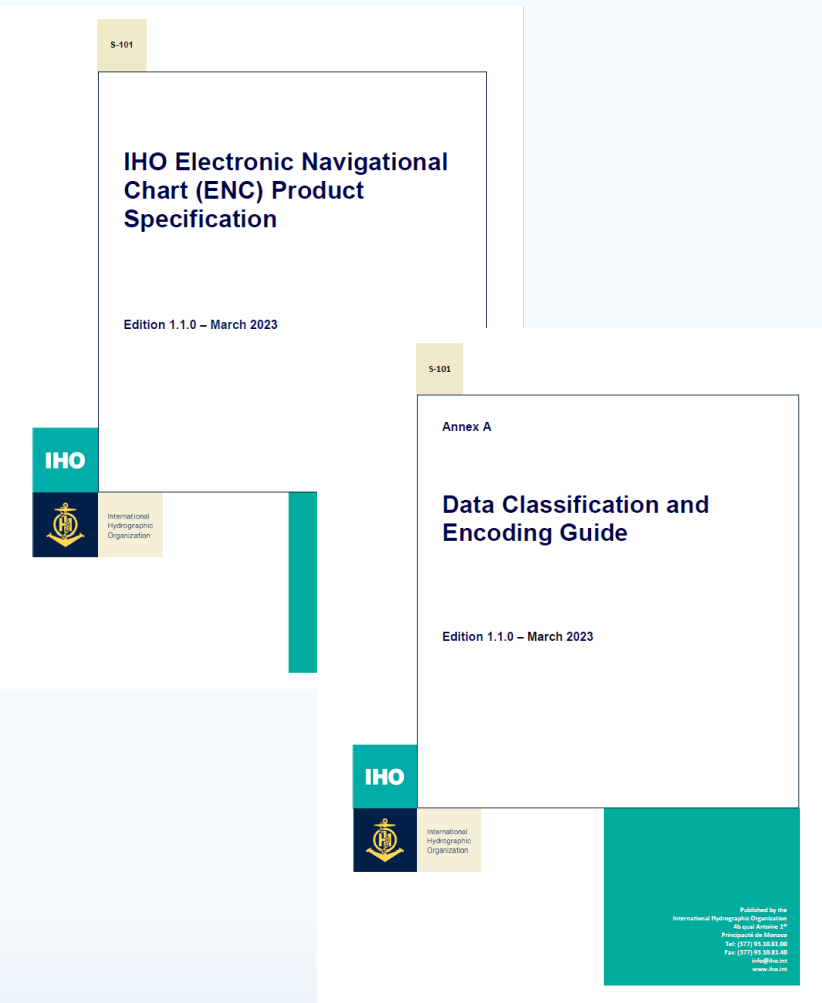 S-101
IHO Electronic Navigational
Chart (ENC) Product
Specification
Edition 1.1.0 – March 2023
IHO
International
Hydrographic
Organization
S-101
Annex A
Data Classification and
Encoding Guide
Edition 1.1.0 – March 2023
IHO
International
Hydrographic
Organization
Published by the
International Hydrographic Organization
4b quai Antoine 1er
Principauté de Monaco
Tel: (377) 93.10.81.00
Fax: (377) 93.10.81.40
info@iho.int
www.iho.int